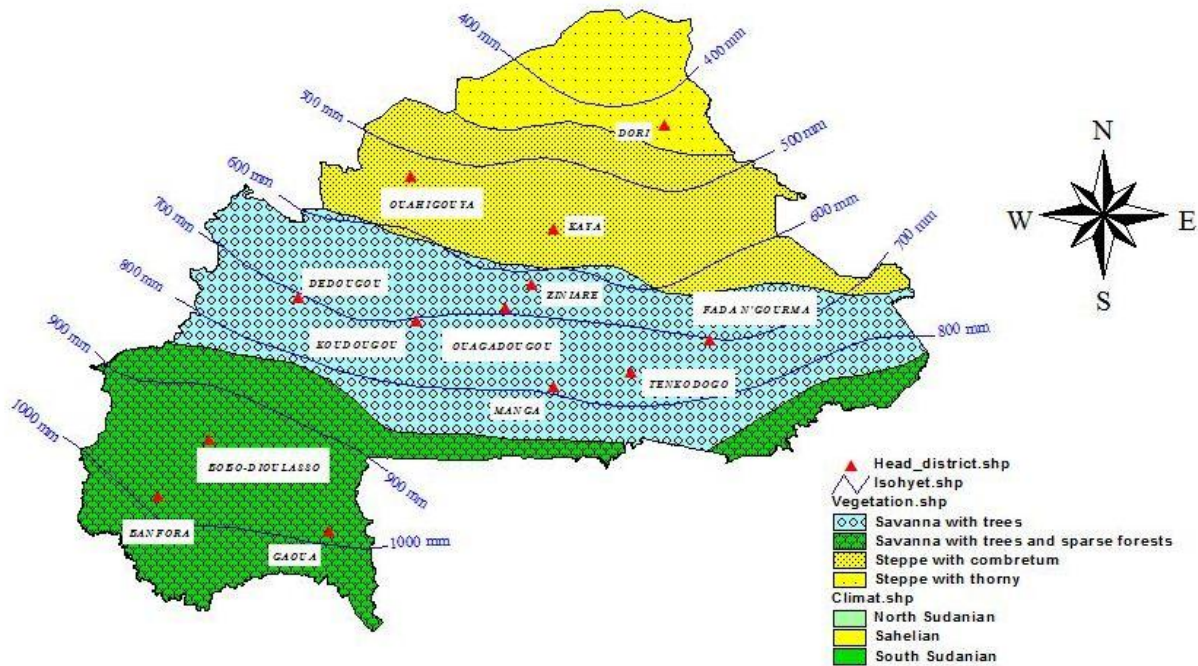 400 mm
400 mm
500 mm
DORI
500 mm
600 mm
OUAHIGOUYA
600 mm
KAYA
700 mm
700 mm
DEDOUGOU
ZINIARE
800 mm
FADA N'GOURMA
KOUDOUGOU
OUAGADOUGOU
800 mm
900 mm
TENKODOGO
MANGA
1000 mm
BOBO-DIOULASSO
900 mm
BANFORA
GAOUA
1000 mm
N
W
E
S
Head_district.shp
Isohyet.shp
Vegetation.shp
Savanna with trees
Savanna with trees and sparse forests
Steppe with combretum
Steppe with thorny
Climat.shp
North Sudanian
Sahelian
South Sudanian